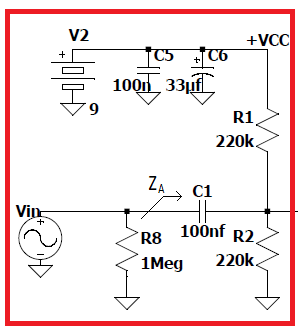 V2
+VCC
C5
C6
100n
33µf
9
R1
220k
Z_A
C1
Vin
R8
100nf
R2
1Meg
220k